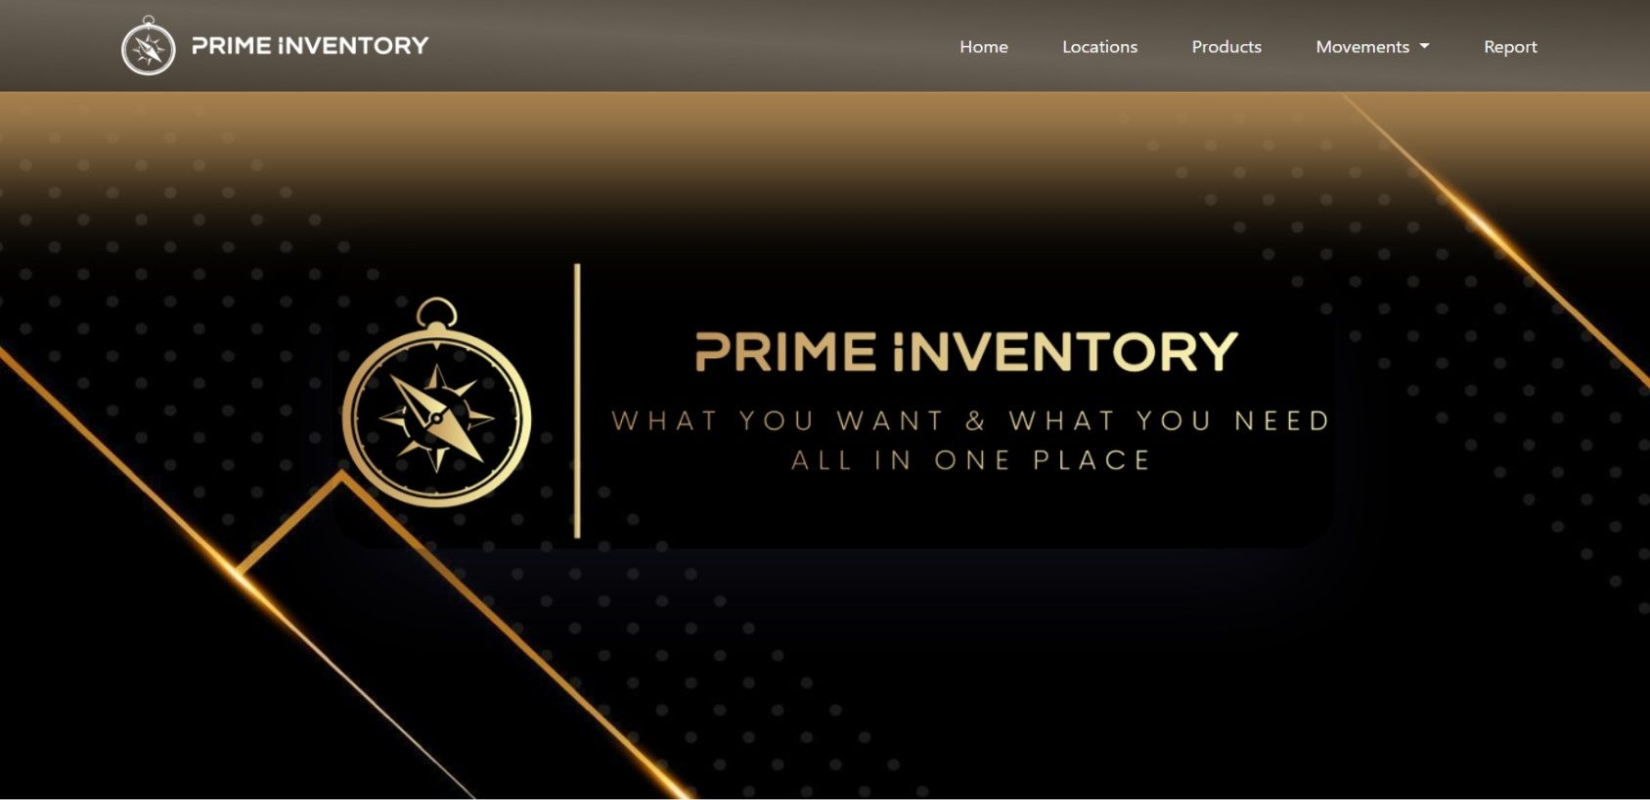 PRIME INVENTORY
Home
Locations
Products
Movements
Report
PRIME INVENTORY
WHAT YOU WANT & WHAT YOU NEED
ALL IN ONE PLACE